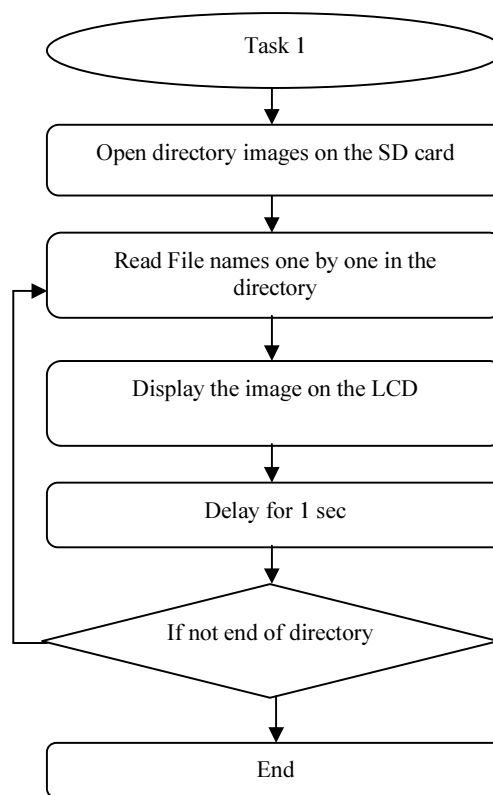 Task 1
Open directory images on the SD card
Read File names one by one in the
directory
Display the image on the LCD
Delay for 1 sec
If not end of directory
End